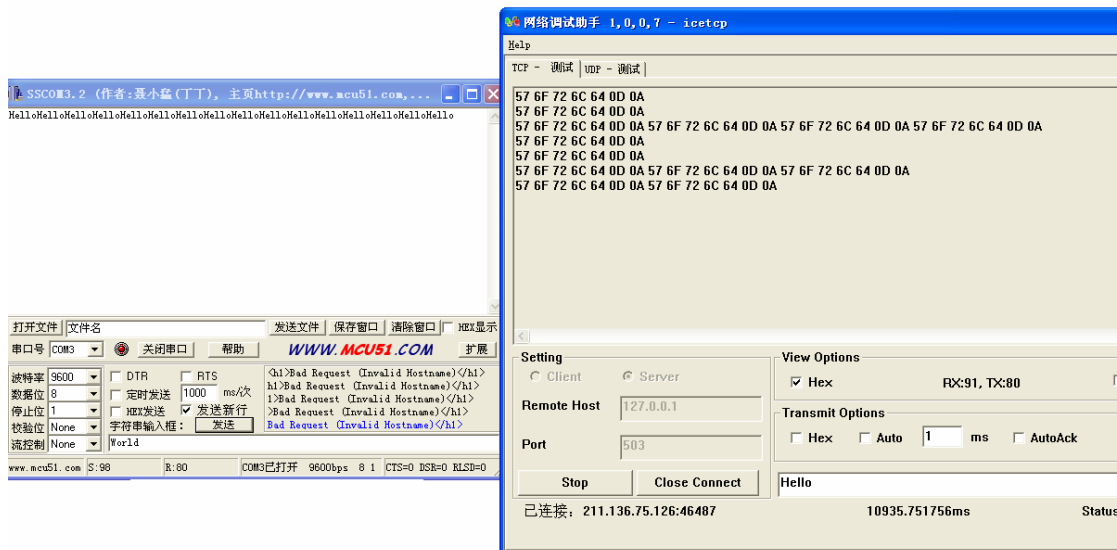 SSCOM3.2 (作者:聂小猛(丁丁), 主页http://www.mcu51.com,...
HelloHelloHelloHelloHelloHelloHelloHelloHelloHelloHelloHelloHelloHelloHelloHello
打开文件 文件名 发送文件 保存窗口 清除窗口 HEX显示
串口号 COM3 关闭串口 帮助 WWW.MCU51.COM 扩展
波特率 9600 DTR RTS
数据位 8 定时发送 1000 ms/次
停止位 1 HEX发送 发送新行
校验位 None 字符串输入框: 发送
流控制 None World
<h1>Bad Request (Invalid Hostname)</h1>
h1>Bad Request (Invalid Hostname)</h1>
1>Bad Request (Invalid Hostname)</h1>
>Bad Request (Invalid Hostname)</h1>
Bad Request (Invalid Hostname)</h1>
www.mcu51.com S:98 R:80 COM3已打开 9600bps 8 1 CTS=0 DSR=0 RLSD=0
网络调试助手 1,0,0,7 - icetcp
Help
TCP - 测试 UDP - 测试
57 6F 72 6C 64 0D 0A
57 6F 72 6C 64 0D 0A
57 6F 72 6C 64 0D 0A 57 6F 72 6C 64 0D 0A 57 6F 72 6C 64 0D 0A 57 6F 72 6C 64 0D 0A
57 6F 72 6C 64 0D 0A
57 6F 72 6C 64 0D 0A
57 6F 72 6C 64 0D 0A 57 6F 72 6C 64 0D 0A 57 6F 72 6C 64 0D 0A
57 6F 72 6C 64 0D 0A 57 6F 72 6C 64 0D 0A
Setting
Client Server
Remote Host 127.0.0.1
Port 503
Stop Close Connect
View Options
Hex RX:91, TX:80
Transmit Options
Hex Auto 1 ms AutoAck
Hello
已连接: 211.136.75.126:46487 10935.751756ms Status